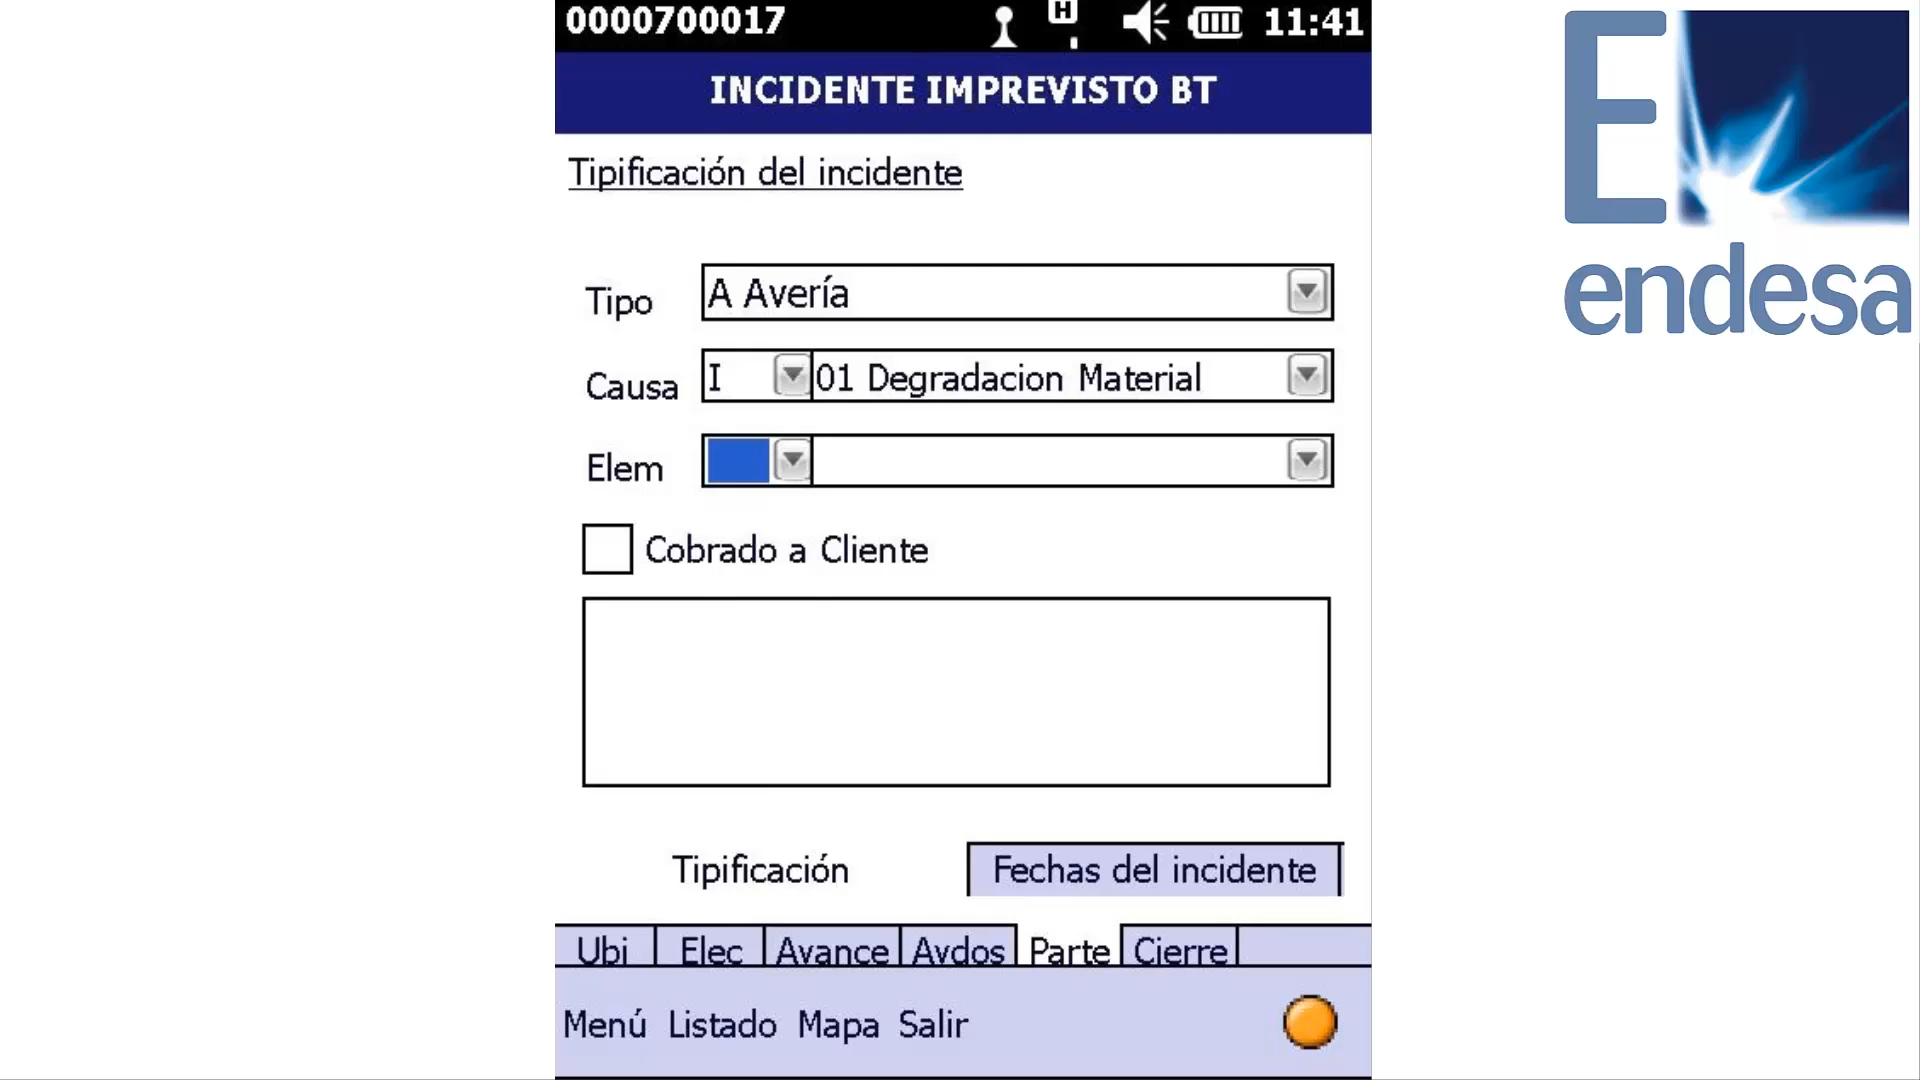 0000700017 H 11:41
INCIDENTE IMPREVISTO BT
Tipificación del incidente
Tipo A Avería
Causa I 01 Degradacion Material
Elem
Cobrado a Cliente
Tipificación Fechas del incidente
Ubi Elec Avance Avdos Parte Cierre
Menú Listado Mapa Salir
E
endesa